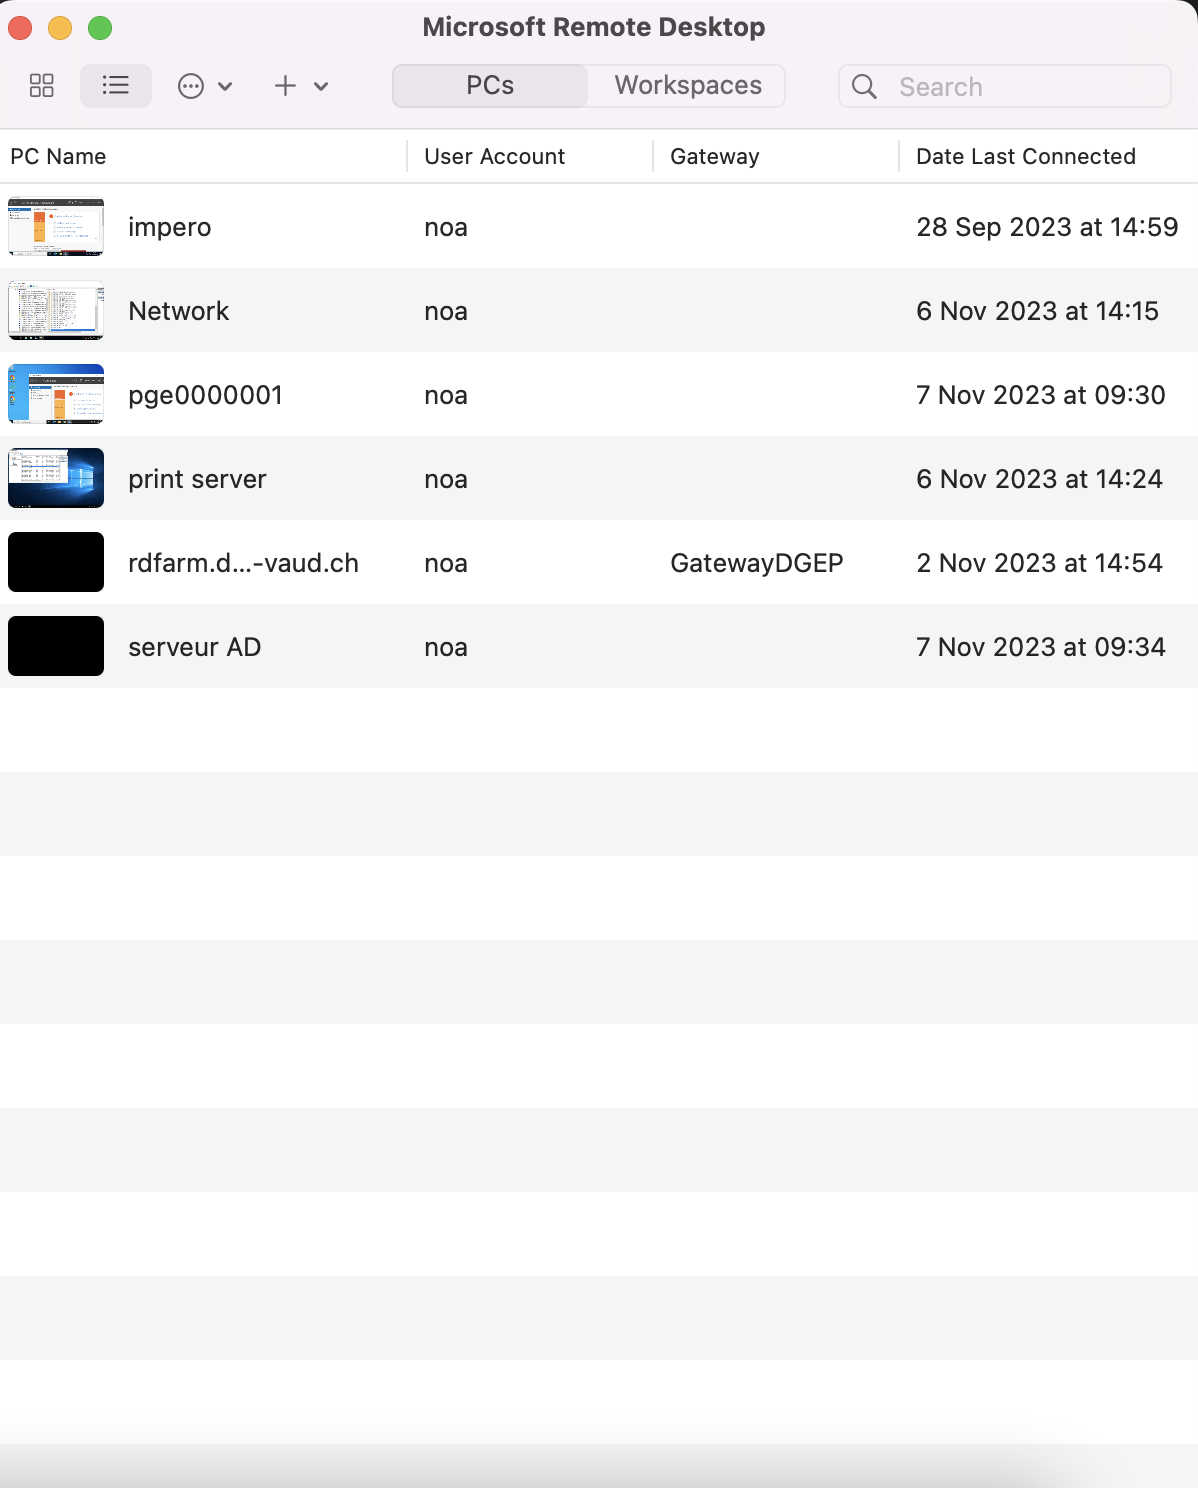 Microsoft Remote Desktop
PCs Workspaces Search
PC Name User Account Gateway Date Last Connected
impero noa 28 Sep 2023 at 14:59
Network noa 6 Nov 2023 at 14:15
pge0000001 noa 7 Nov 2023 at 09:30
print server noa 6 Nov 2023 at 14:24
rdfarm.d...-vaud.ch noa GatewayDGEP 2 Nov 2023 at 14:54
serveur AD noa 7 Nov 2023 at 09:34